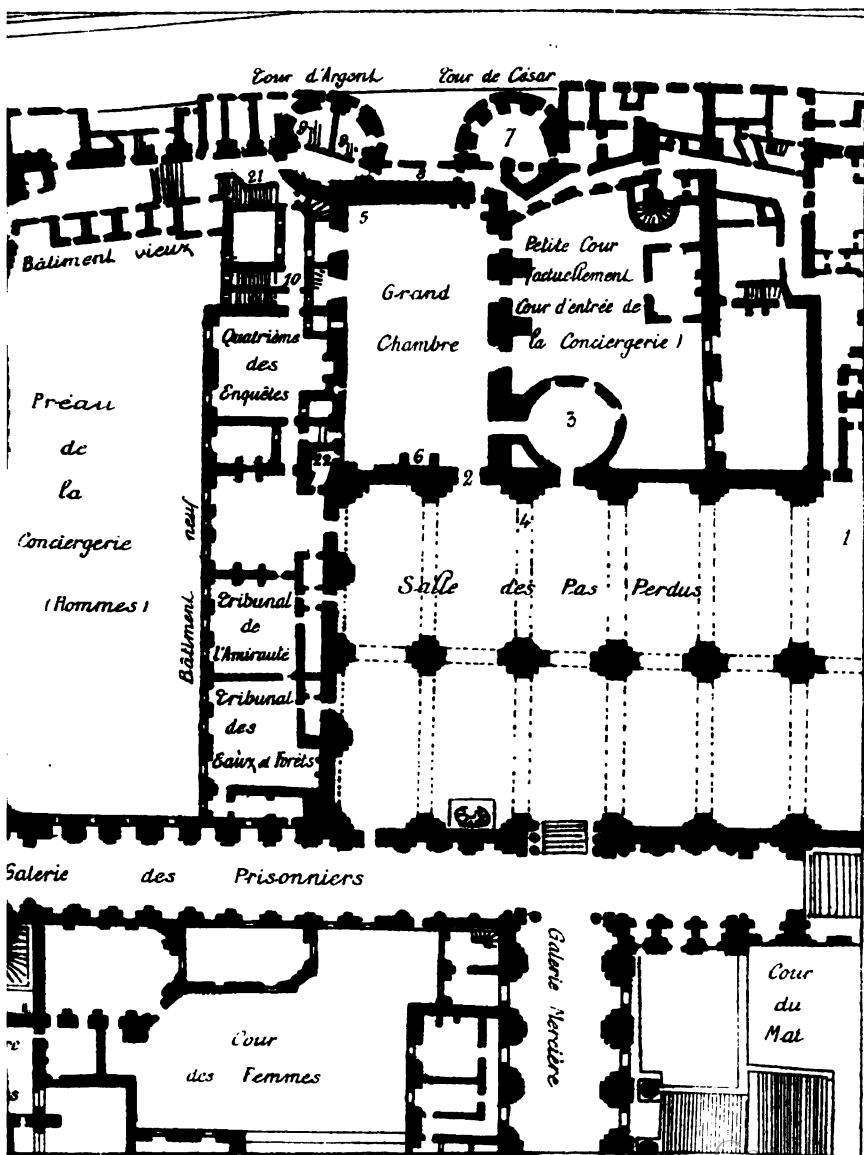 Tour d'Argent
Tour de César
9
9
7
8
21
5
Bâtiment vieux
10
Grand
Chambre
Petite Cour
(actuellement
Cour d'entrée de
la Conciergerie)
Quatrième
des
Enquêtes
3
Préau
de
la
Conciergerie
(Hommes)
22
6
2
4
1
Bâtiment neuf
Salle des Pas Perdus
Tribunal
de
l'Amirauté
Tribunal
des
Eaux et Forêts
Galerie des Prisonniers
Galerie Mercière
Cour
du
Mai
Cour
des Femmes